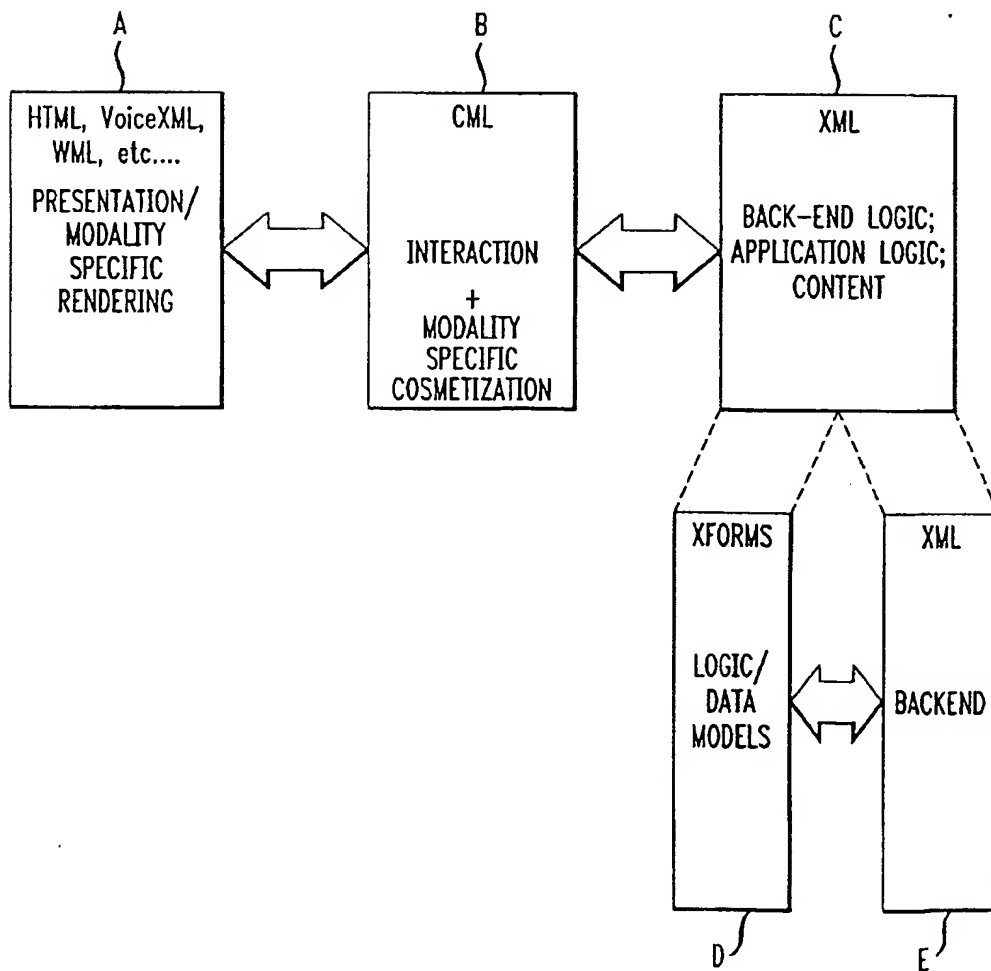 A
B
C
HTML, VoiceXML,
WML, etc....
PRESENTATION/
MODALITY
SPECIFIC
RENDERING
CML
INTERACTION
+
MODALITY
SPECIFIC
COSMETIZATION
XML
BACK-END LOGIC;
APPLICATION LOGIC;
CONTENT
XFORMS
LOGIC/
DATA
MODELS
XML
BACKEND
D
E